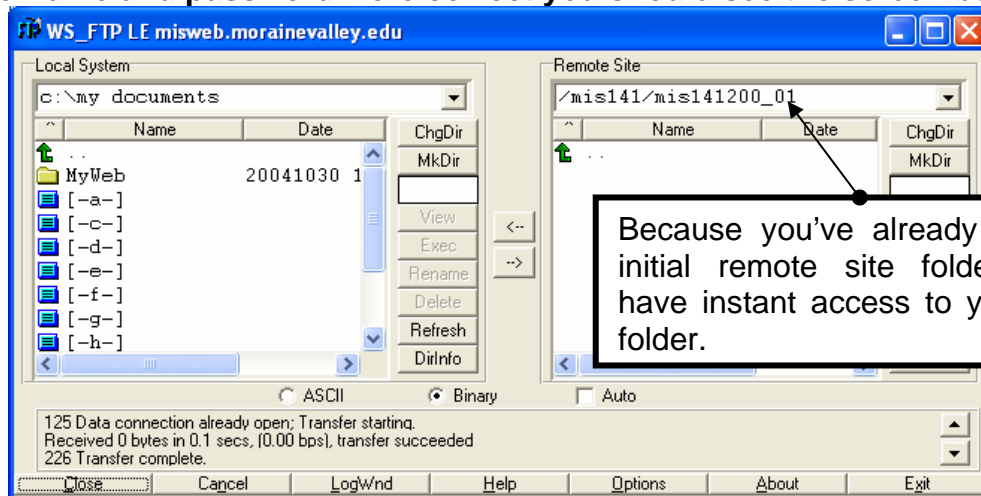 WS_FTP LE misweb.morainevalley.edu
Local System
Remote Site
c:\my documents
/mis141/mis141200_01
^ Name Date
^ Name Date
ChgDir
ChgDir
MkDir
MkDir
..
..
MyWeb 20041030 1
[-a-]
[-c-]
[-d-]
[-e-]
[-f-]
[-g-]
[-h-]
View
Exec
Rename
Delete
Refresh
DirInfo
<--
-->
Because you've already
initial remote site folde
have instant access to y
folder.
ASCII Binary Auto
125 Data connection already open; Transfer starting.
Received 0 bytes in 0.1 secs, (0.00 bps), transfer succeeded
226 Transfer complete.
Close Cancel LogWnd Help Options About Exit